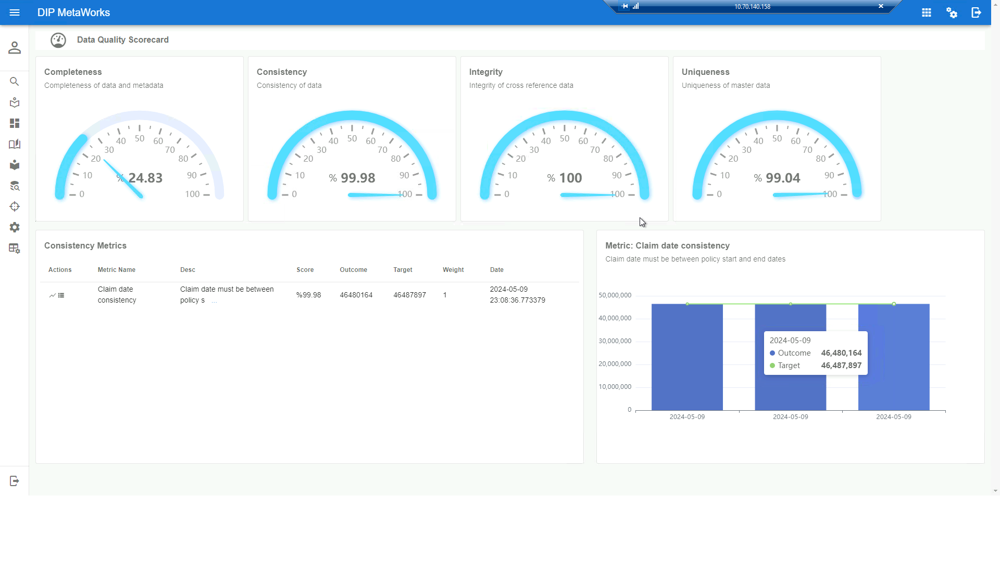 DIP MetaWorks
10.70.140.158
Data Quality Scorecard
Completeness
Completeness of data and metadata
0 10 20 30 40 50 60 70 80 90 100
% 24.83
Consistency
Consistency of data
0 10 20 30 40 50 60 70 80 90 100
% 99.98
Integrity
Integrity of cross reference data
0 10 20 30 40 50 60 70 80 90 100
% 100
Uniqueness
Uniqueness of master data
0 10 20 30 40 50 60 70 80 90 100
% 99.04
Consistency Metrics
Actions Metric Name Desc Score Outcome Target Weight Date
Claim date Claim date must be between 2024-05-09
%99.98 46480164 46487897 1
consistency policy s ... 23:08:36.773379
Metric: Claim date consistency
Claim date must be between policy start and end dates
50,000,000
40,000,000
30,000,000
20,000,000
10,000,000
0
2024-05-09
Outcome 46,480,164
Target 46,487,897
2024-05-09 2024-05-09 2024-05-09